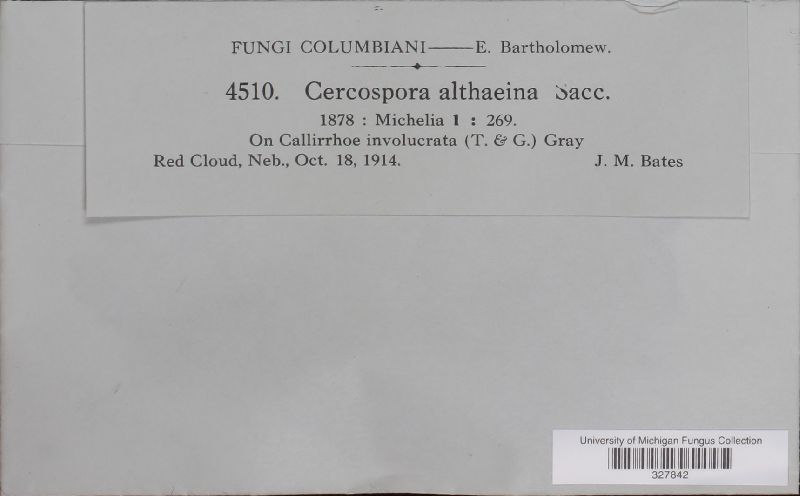 FUNGI COLUMBIANI——E. Bartholomew.
4510. Cercospora althaeina Sacc.
1878 : Michelia 1 : 269.
On Callirrhoe involucrata (T. & G.) Gray
Red Cloud, Neb., Oct. 18, 1914. J. M. Bates
University of Michigan Fungus Collection
327842